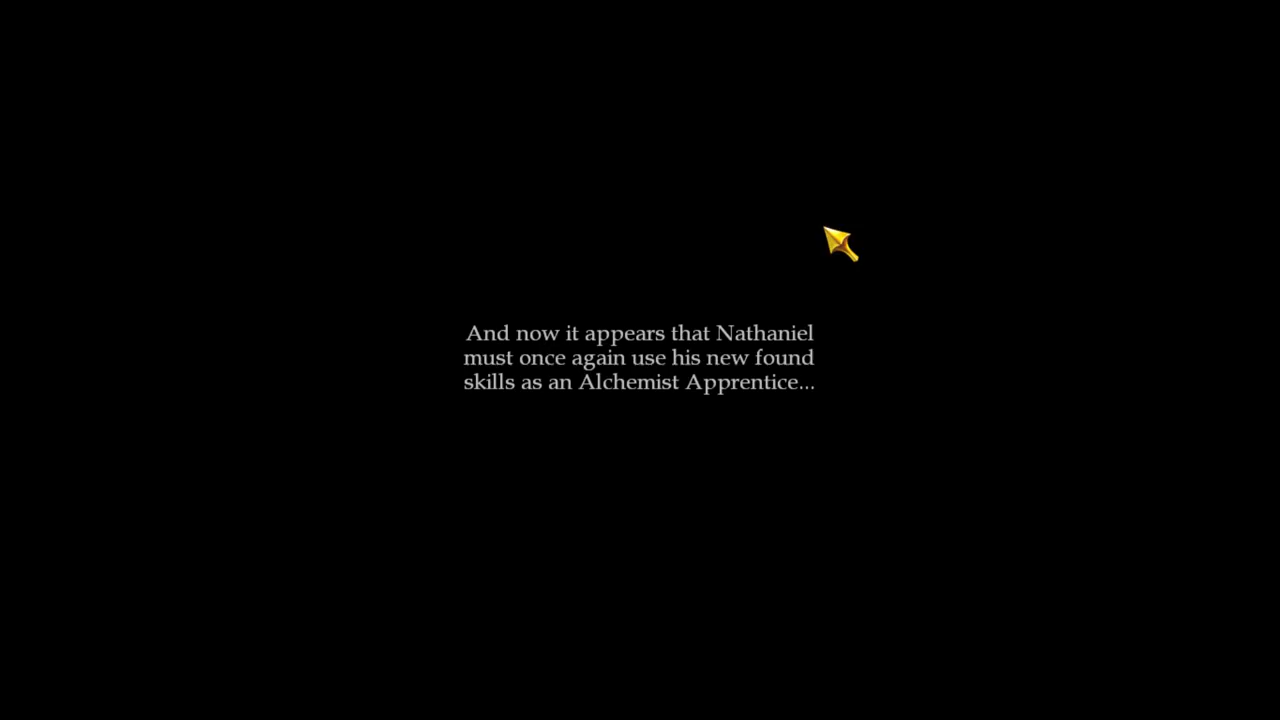 And now it appears that Nathaniel
must once again use his new found
skills as an Alchemist Apprentice...